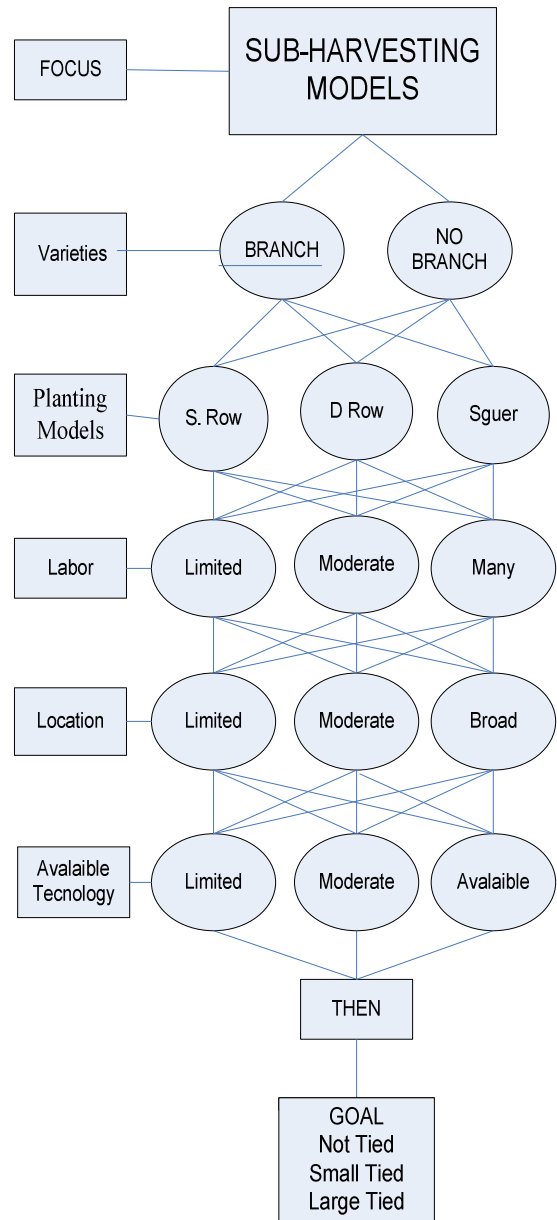 FOCUS
SUB-HARVESTING
MODELS
Varieties
BRANCH
NO
BRANCH
Planting
Models
S. Row
D Row
Sguer
Labor
Limited
Moderate
Many
Location
Limited
Moderate
Broad
Avalaible
Tecnology
Limited
Moderate
Avalaible
THEN
GOAL
Not Tied
Small Tied
Large Tied